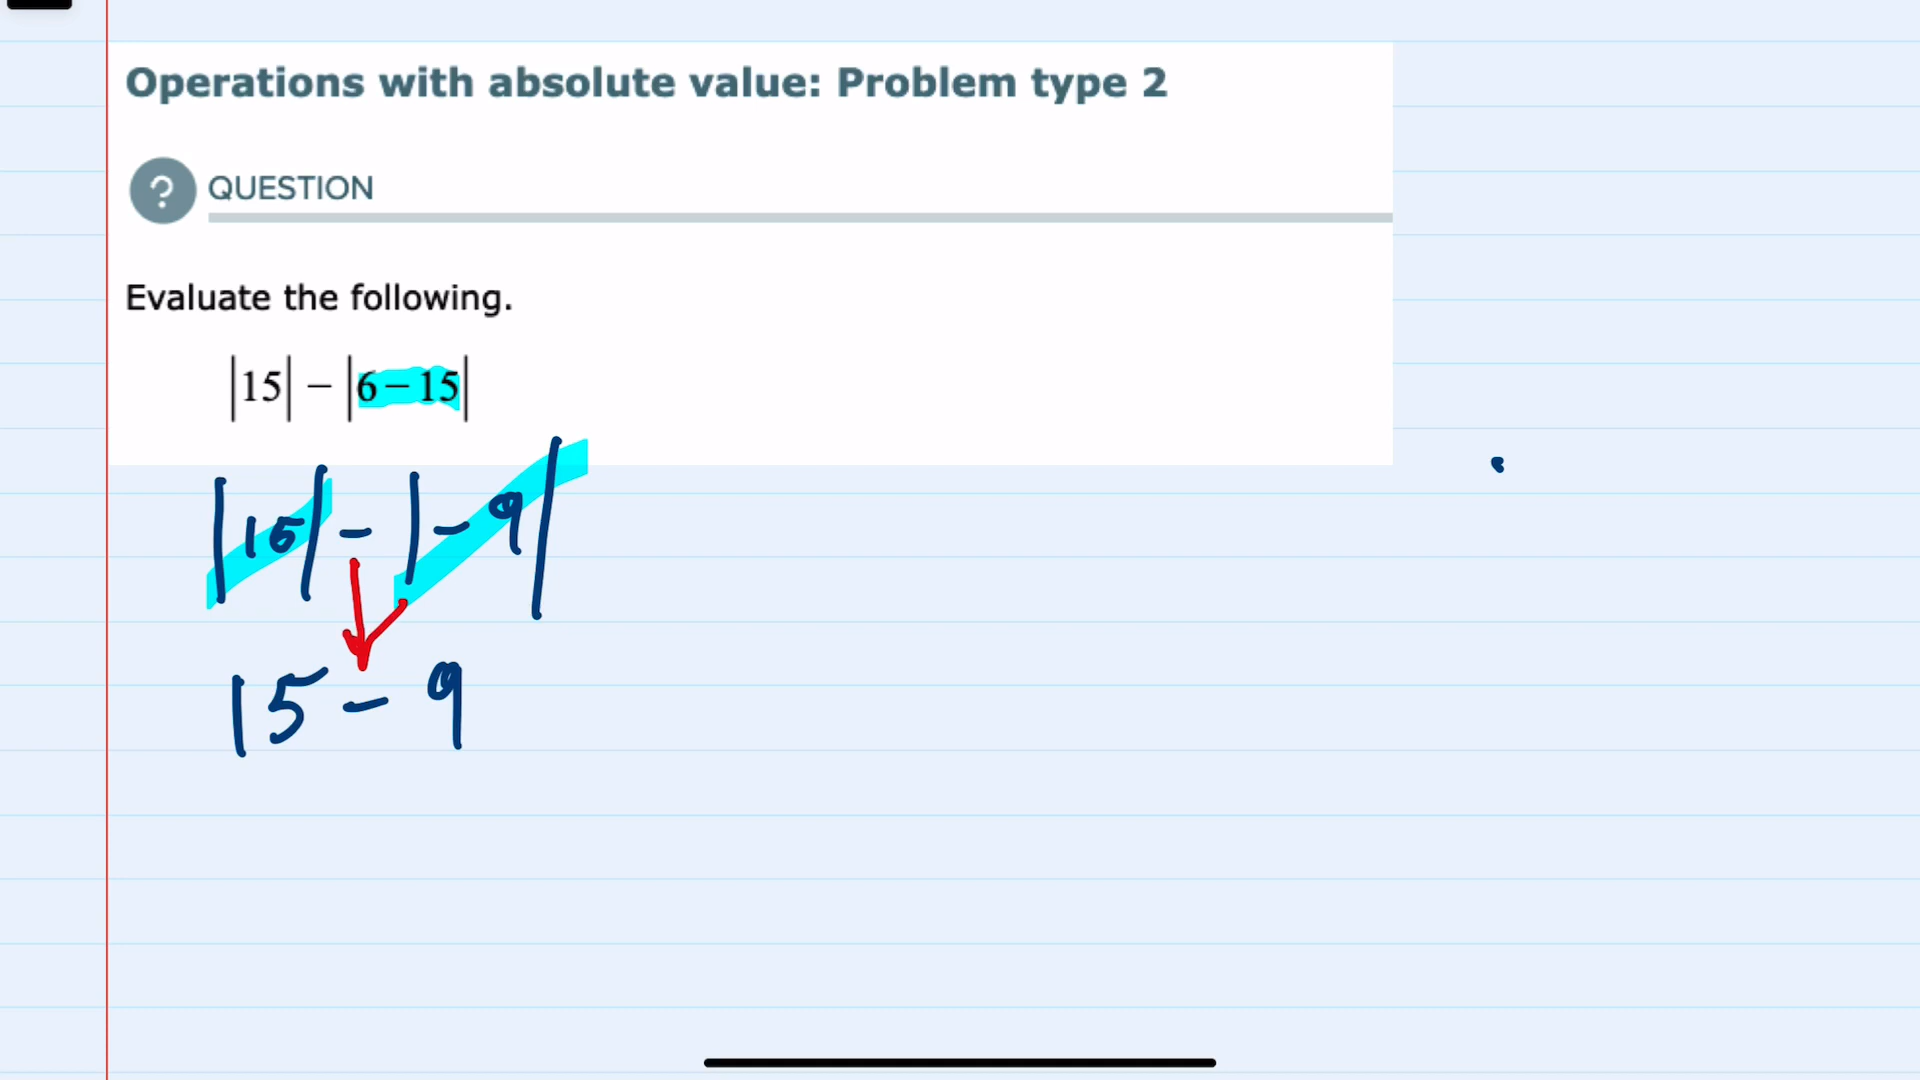 Operations with absolute value: Problem type 2
? QUESTION
Evaluate the following.
|15| − |6 − 15|
|15| − |−9|
15 − 9